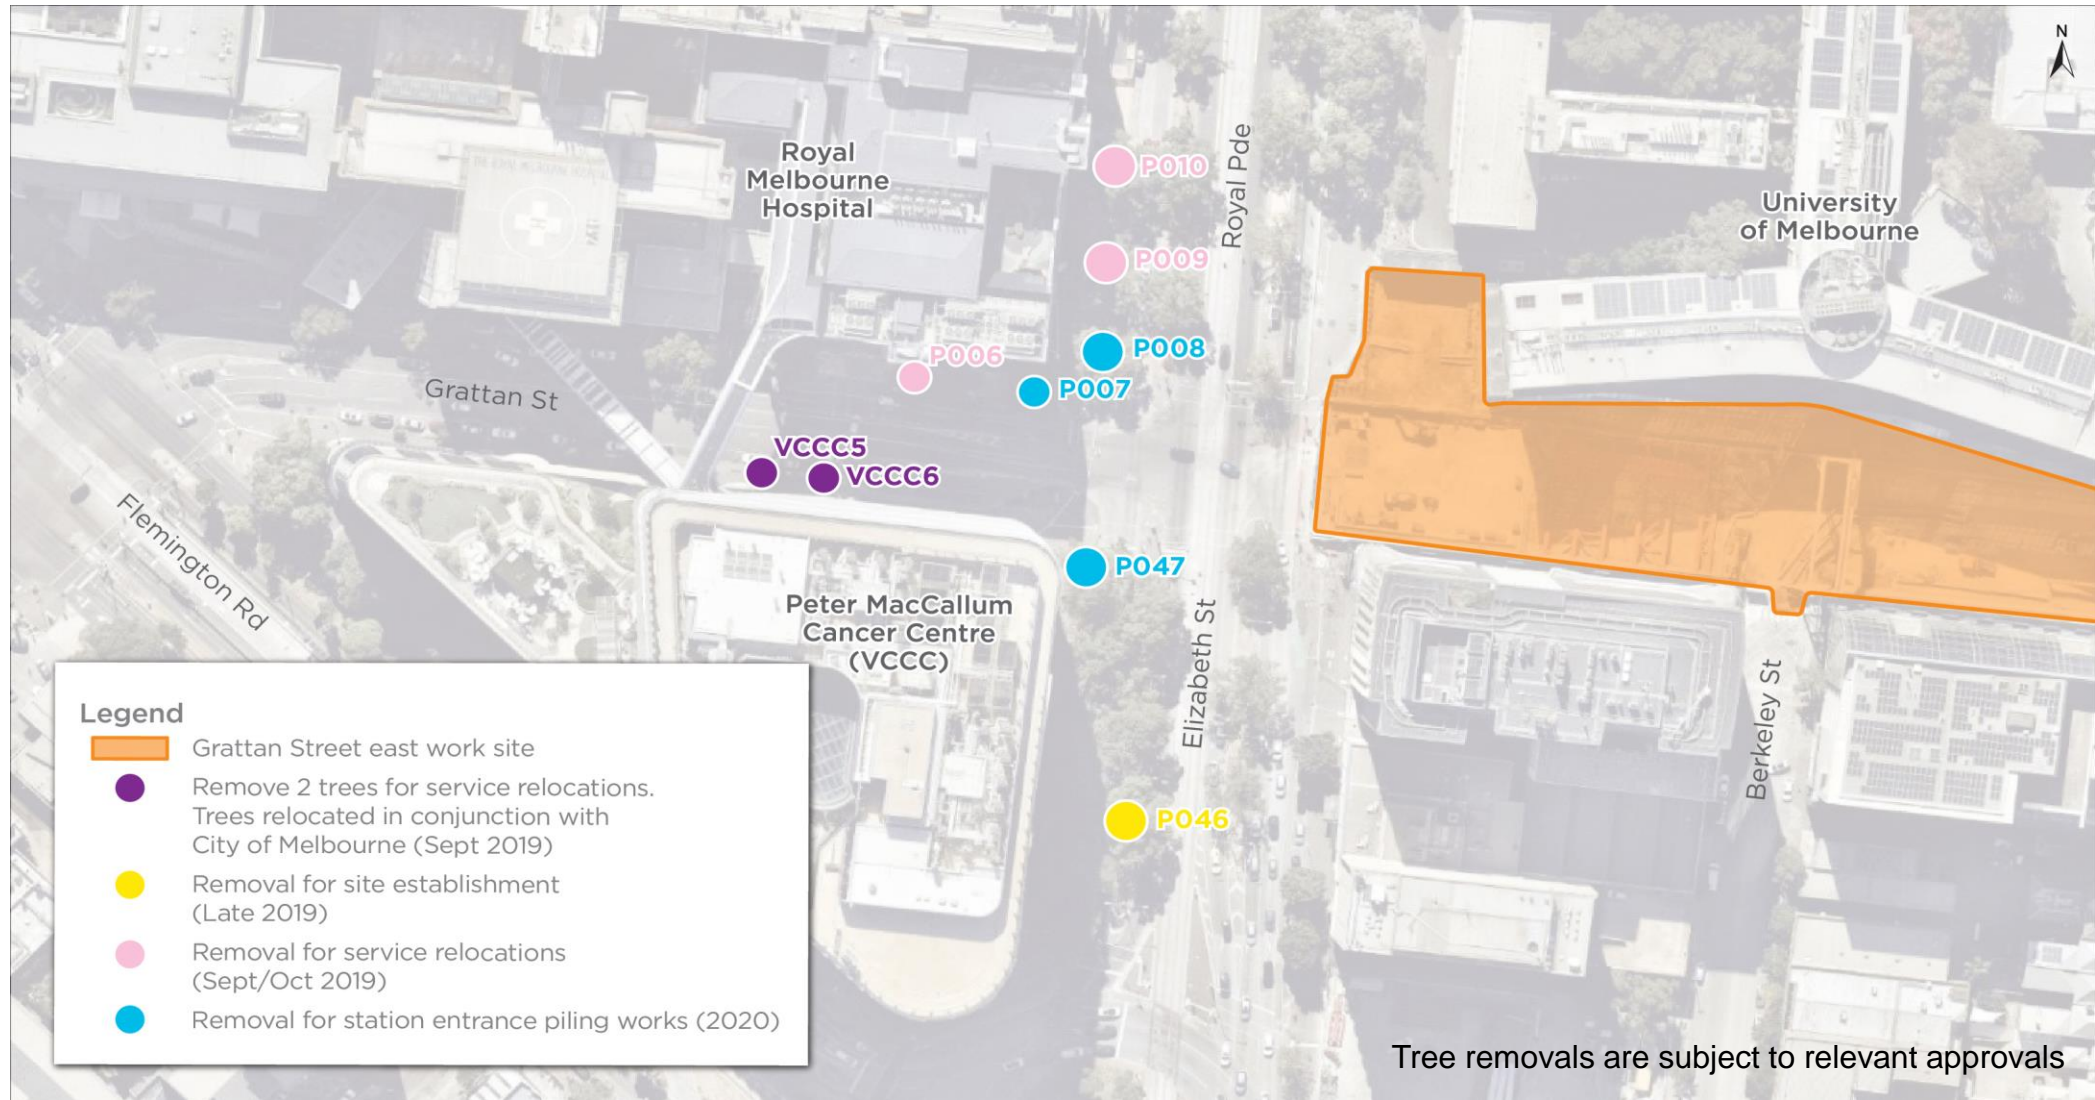 N
Royal
Melbourne
Hospital
P010
Royal Pde
University
of Melbourne
P009
P008
P006
P007
Grattan St
VCCC5
VCCC6
Flemington Rd
P047
Peter MacCallum
Cancer Centre
(VCCC)
Elizabeth St
Berkeley St
P046
Legend
Grattan Street east work site
Remove 2 trees for service relocations.
Trees relocated in conjunction with
City of Melbourne (Sept 2019)
Removal for site establishment
(Late 2019)
Removal for service relocations
(Sept/Oct 2019)
Removal for station entrance piling works (2020)
Tree removals are subject to relevant approvals